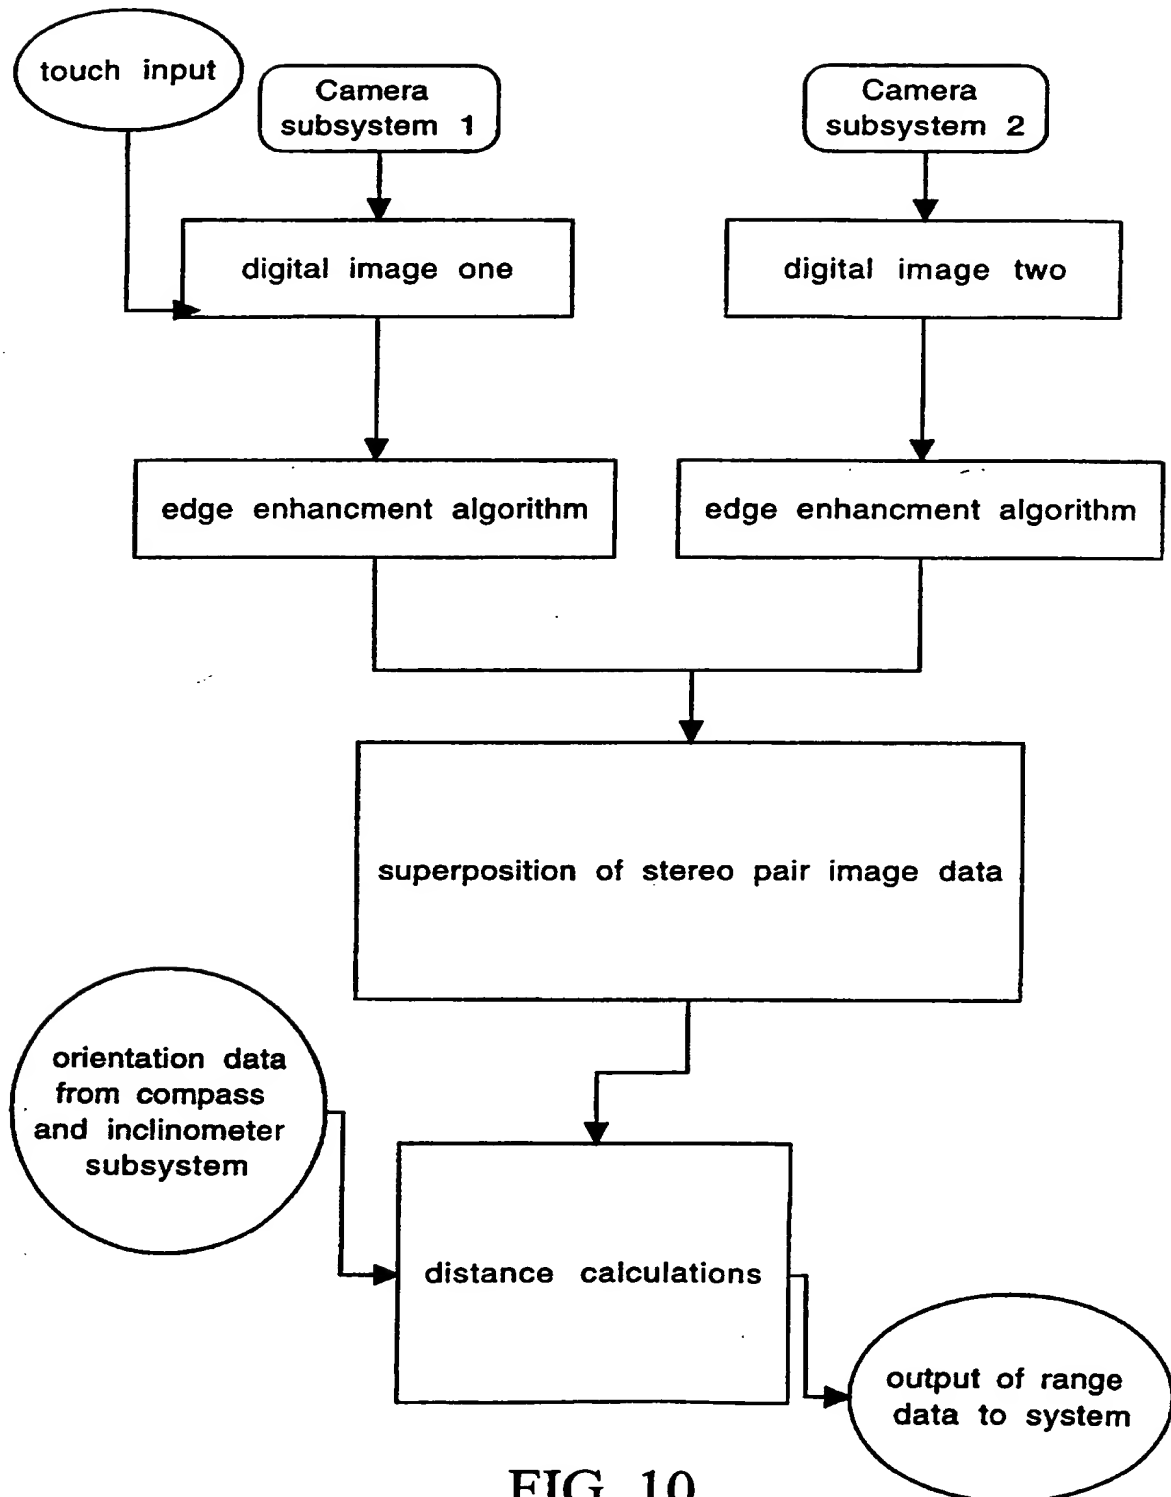 touch input
Camera
subsystem 1
Camera
subsystem 2
digital image one
digital image two
edge enhancment algorithm
edge enhancment algorithm
superposition of stereo pair image data
orientation data
from compass
and inclinometer
subsystem
distance calculations
output of range
data to system
FIG. 10